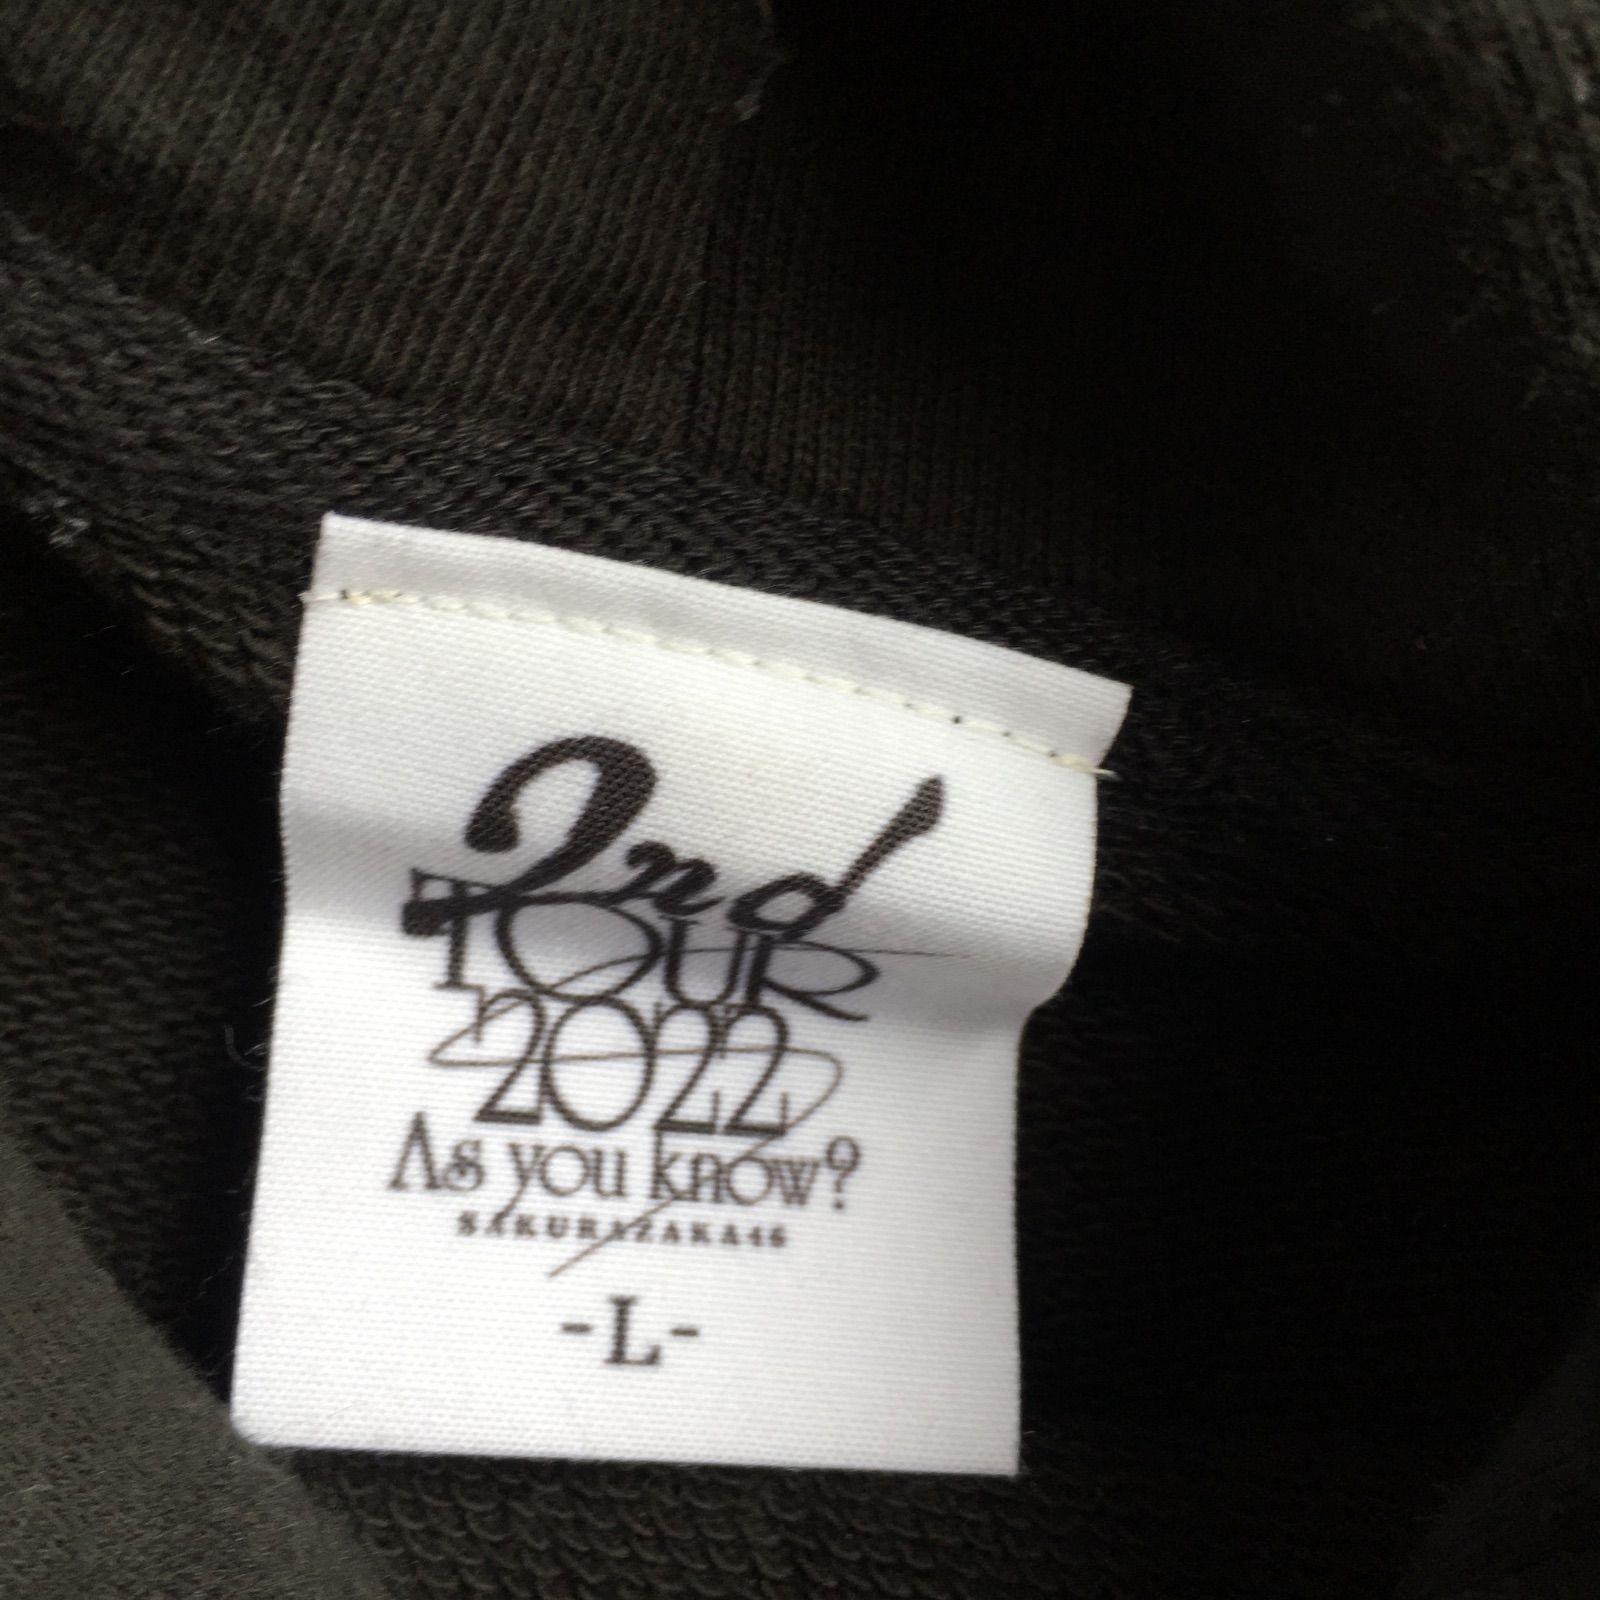 2nd
TOUR
2022
As you know?
SAKURAZAKA46
-L-